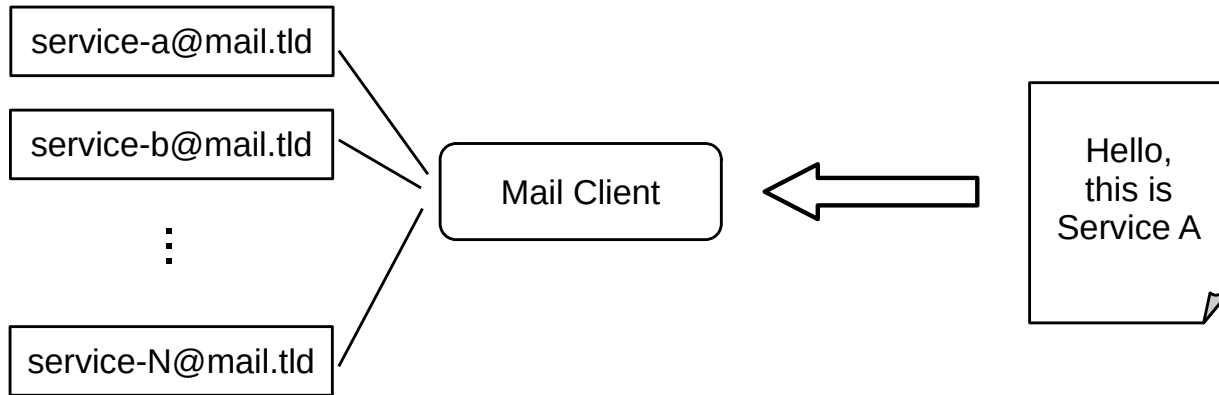 service-a@mail.tld
service-b@mail.tld
service-N@mail.tld
Mail Client
Hello,
this is
Service A